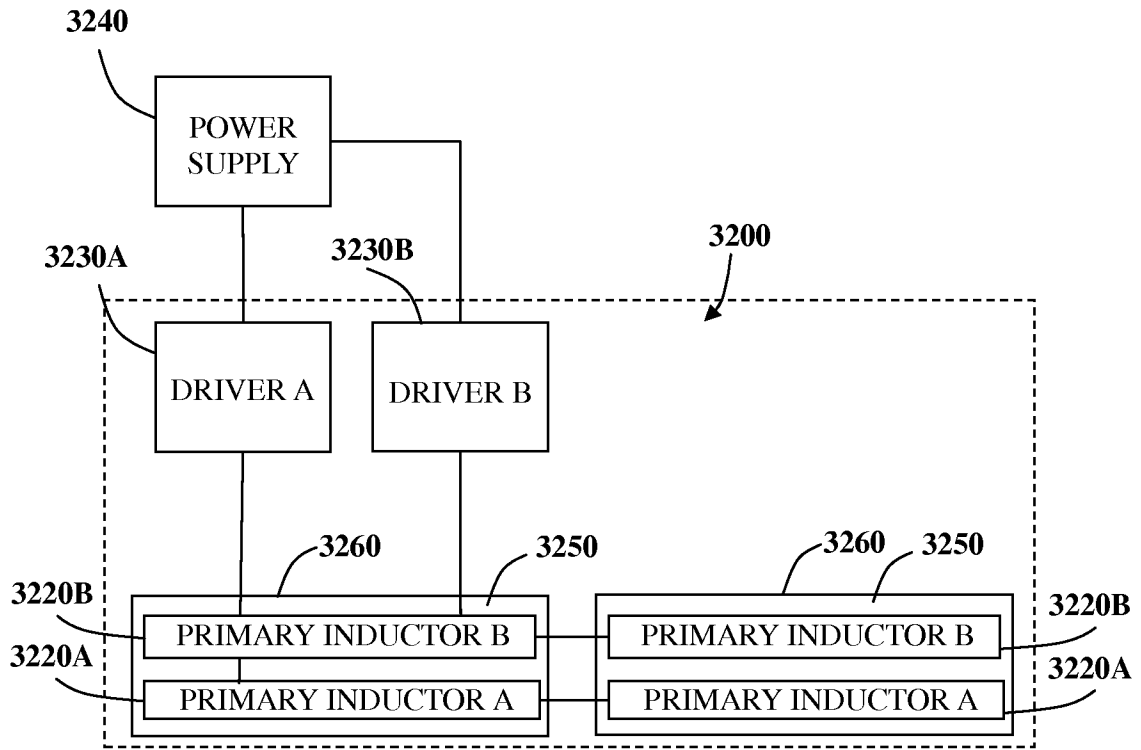 3240
POWER
SUPPLY
3230A
3230B
3200
DRIVER A
DRIVER B
3260
3250
3260
3250
3220B
PRIMARY INDUCTOR B
PRIMARY INDUCTOR B
3220B
3220A
PRIMARY INDUCTOR A
PRIMARY INDUCTOR A
3220A